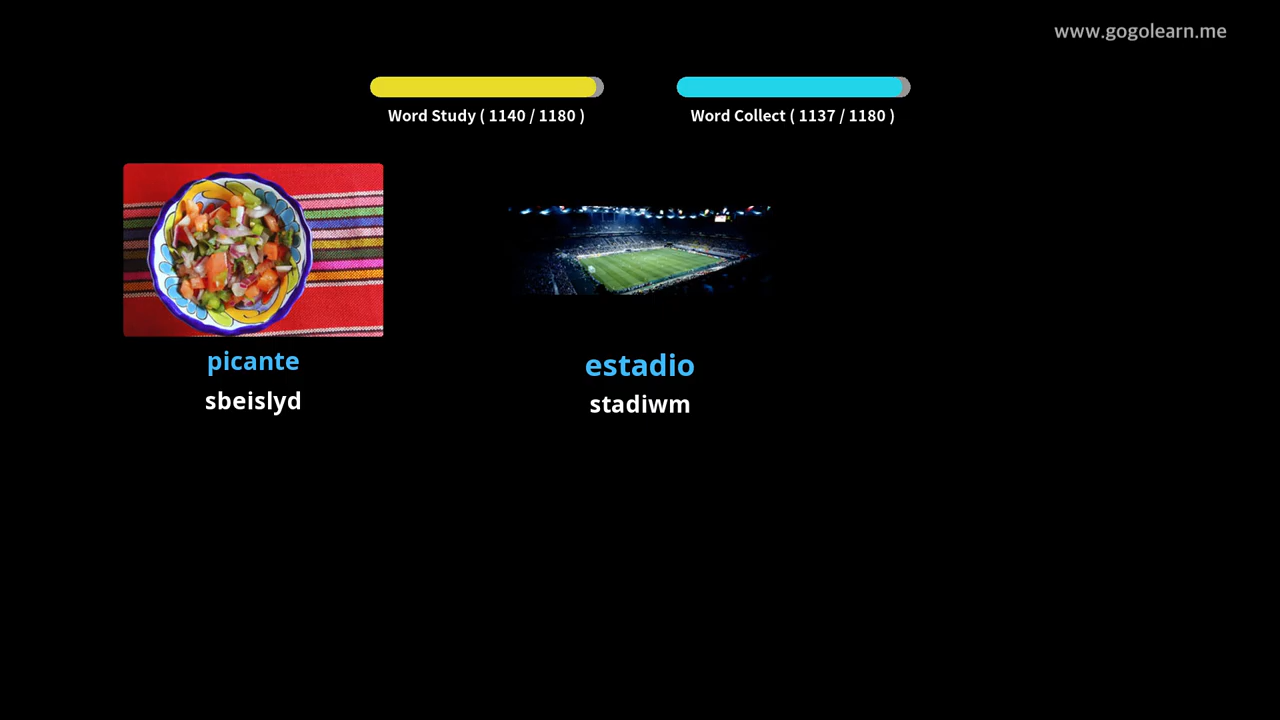 www.gogolearn.me
Word Study ( 1140 / 1180 )
Word Collect ( 1137 / 1180 )
picante
sbeislyd
estadio
stadiwm